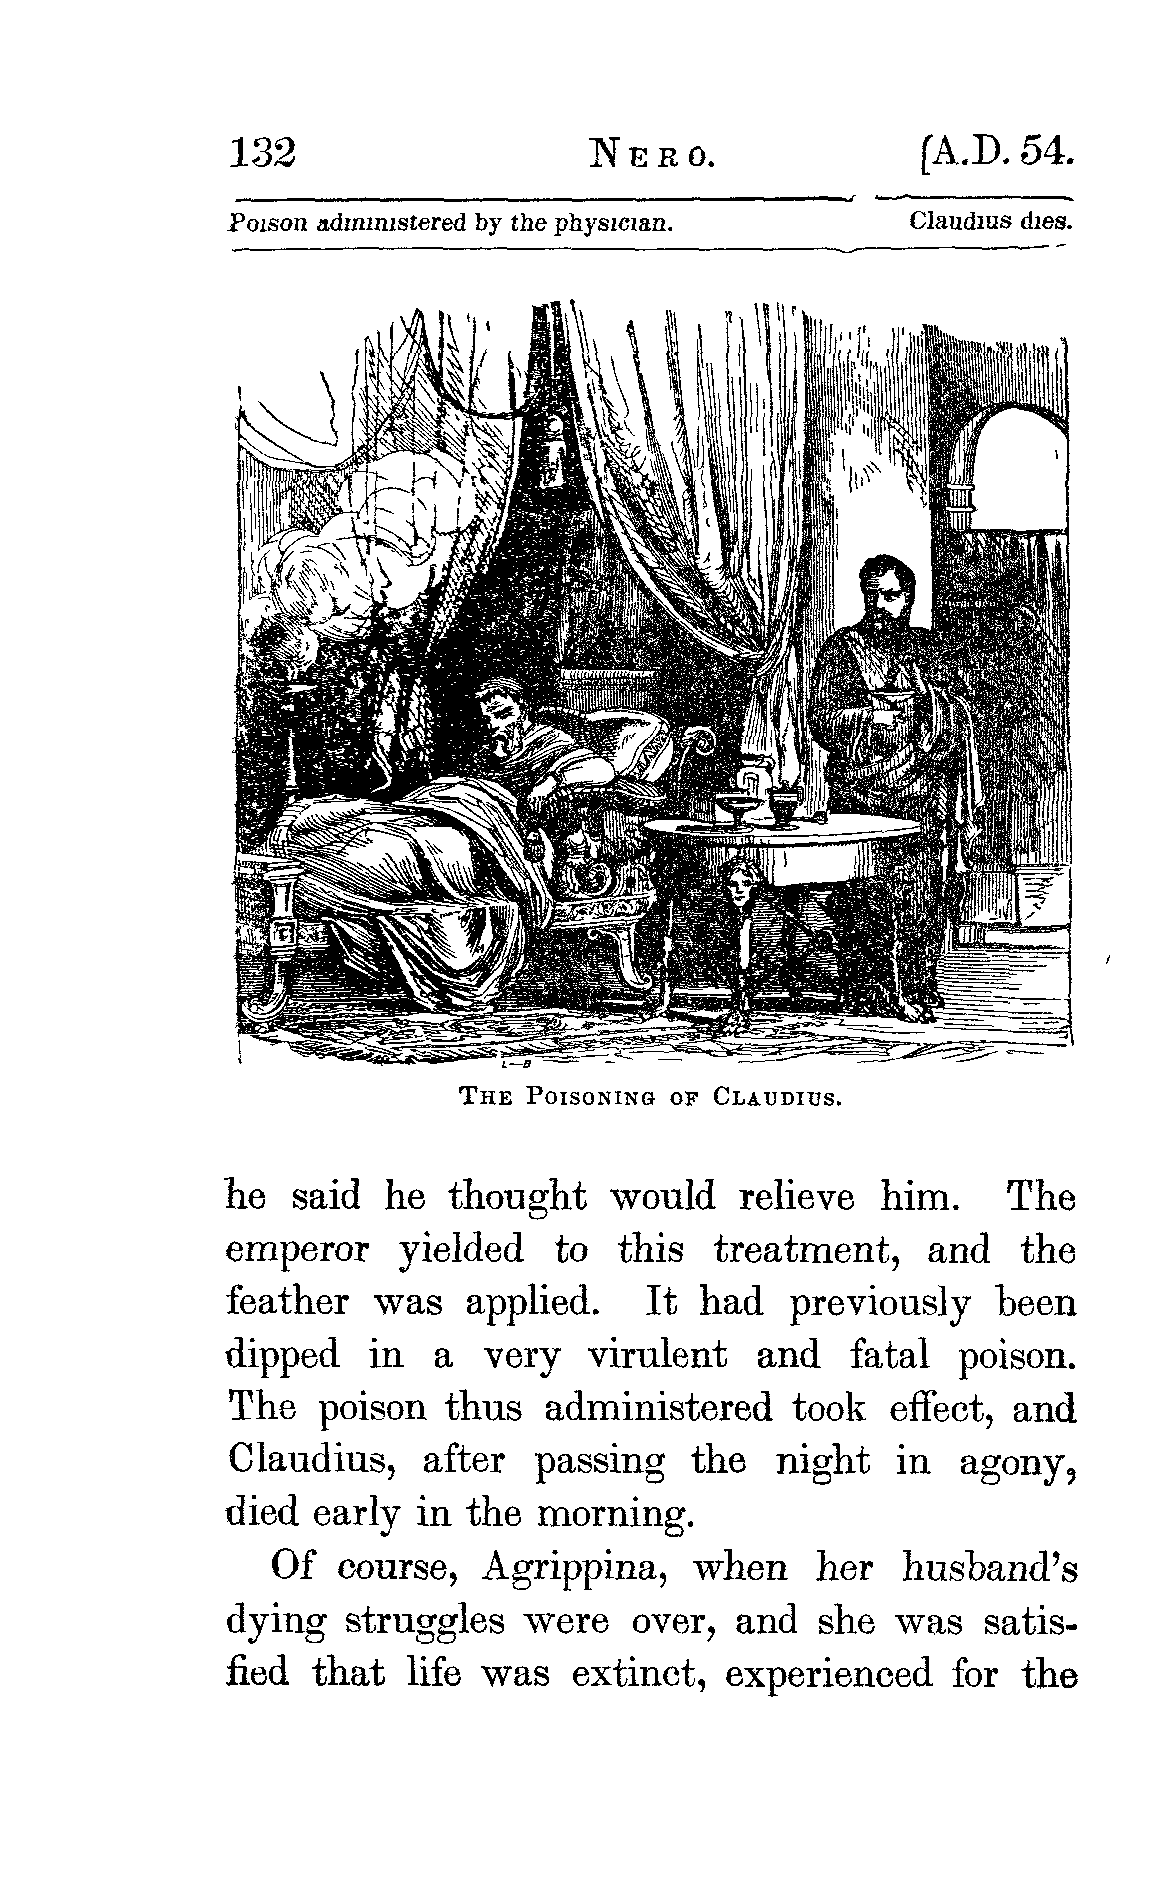 132 NERO. [A.D. 54.
Poison administered by the physician. Claudius dies.
L—B
THE POISONING OF CLAUDIUS.
he said he thought would relieve him. The
emperor yielded to this treatment, and the
feather was applied. It had previously been
dipped in a very virulent and fatal poison.
The poison thus administered took effect, and
Claudius, after passing the night in agony,
died early in the morning.
Of course, Agrippina, when her husband's
dying struggles were over, and she was satis-
fied that life was extinct, experienced for the